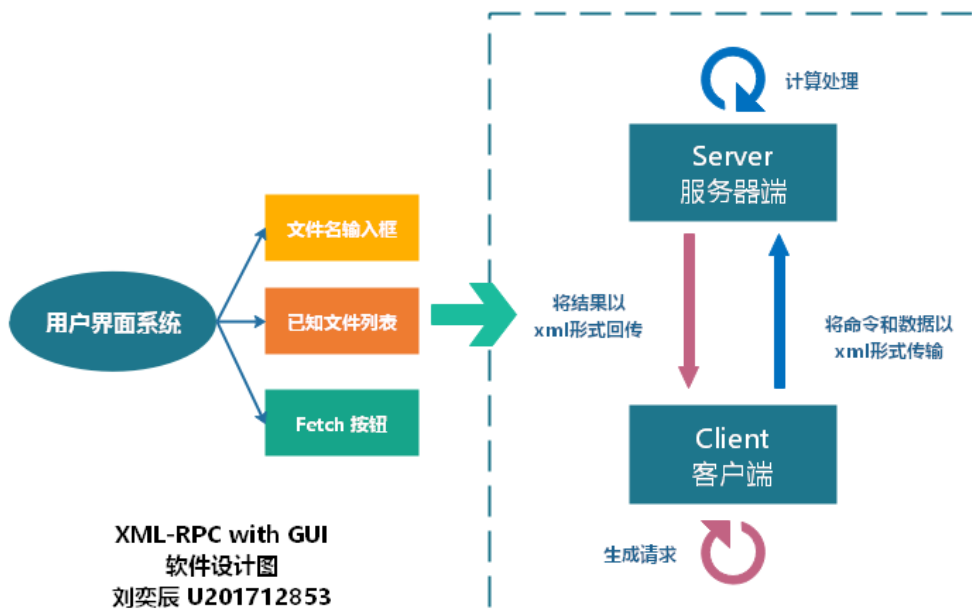 用户界面系统
文件名输入框
已知文件列表
Fetch 按钮
XML-RPC with GUI
软件设计图
刘奕辰 U201712853
计算处理
Server
服务器端
将结果以
xml形式回传
将命令和数据以
xml形式传输
Client
客户端
生成请求